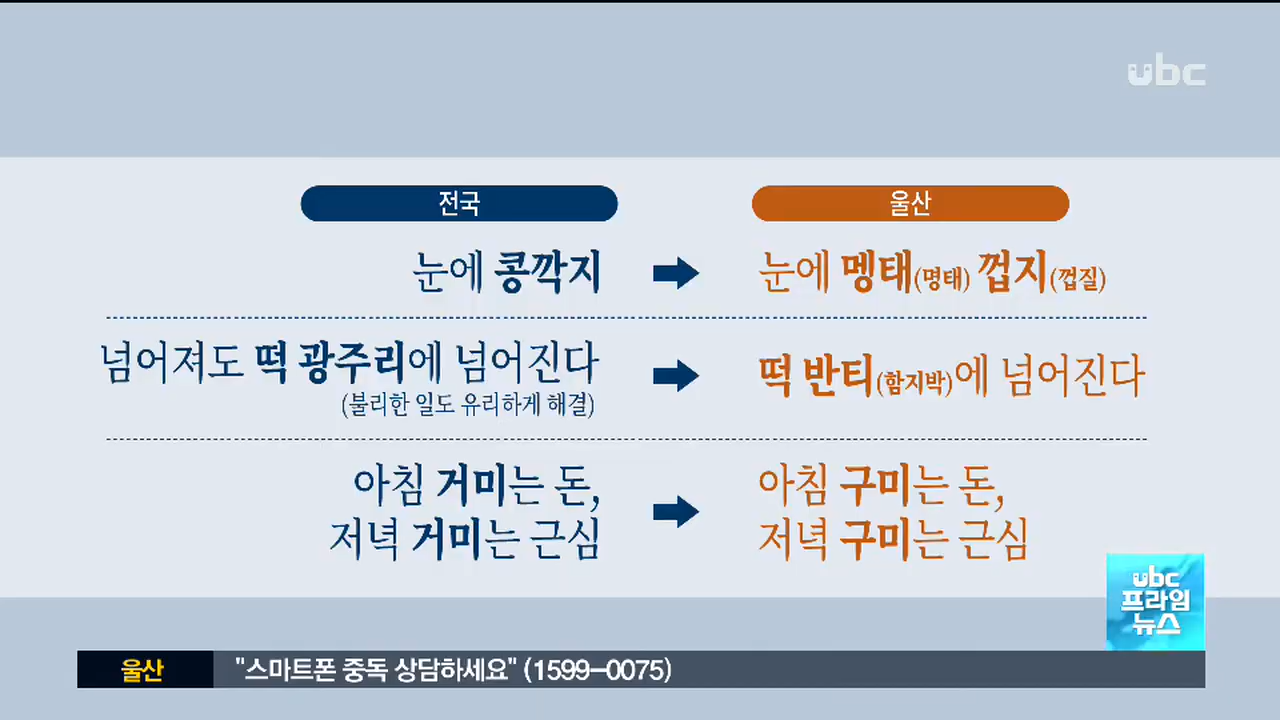 ubc
전국
울산
눈에 콩깍지
눈에 멩태(명태) 껍지(껍질)
넘어져도 떡 광주리에 넘어진다
(불리한 일도 유리하게 해결)
떡 반티(함지박)에 넘어진다
아침 거미는 돈,
저녁 거미는 근심
아침 구미는 돈,
저녁 구미는 근심
ubc
프라임
뉴스
울산
"스마트폰 중독 상담하세요" (1599-0075)